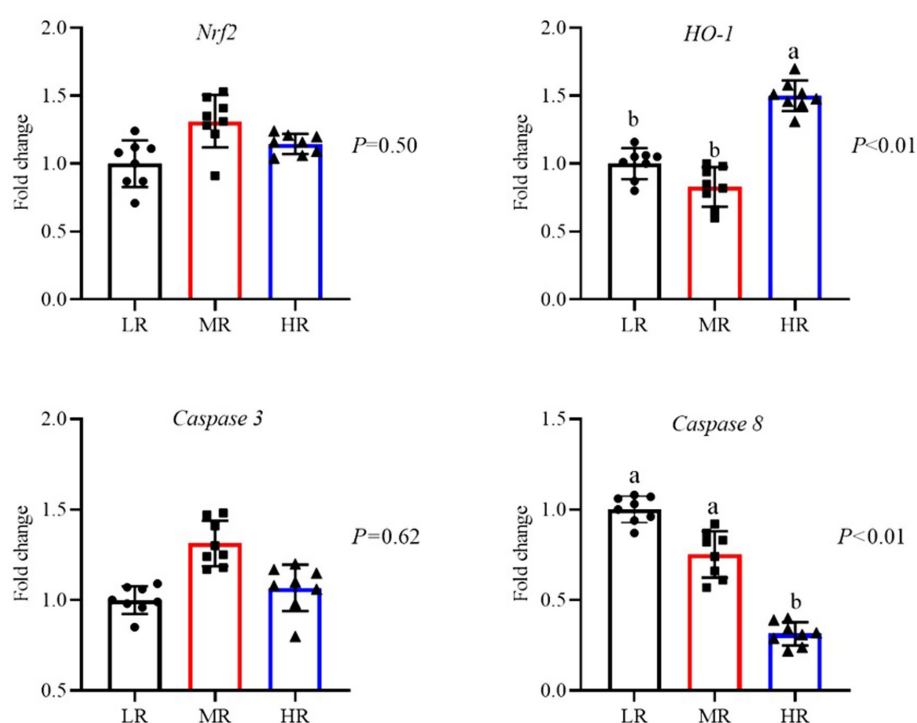 Nrf2
2.0
1.5
1.0
0.5
0.0
Fold change
LR MR HR
P=0.50
HO-1
2.0
1.5
1.0
0.5
0.0
Fold change
b
b
a
LR MR HR
P<0.01
Caspase 3
2.0
1.5
1.0
0.5
Fold change
LR MR HR
P=0.62
Caspase 8
1.5
1.0
0.5
0.0
Fold change
a
a
b
LR MR HR
P<0.01